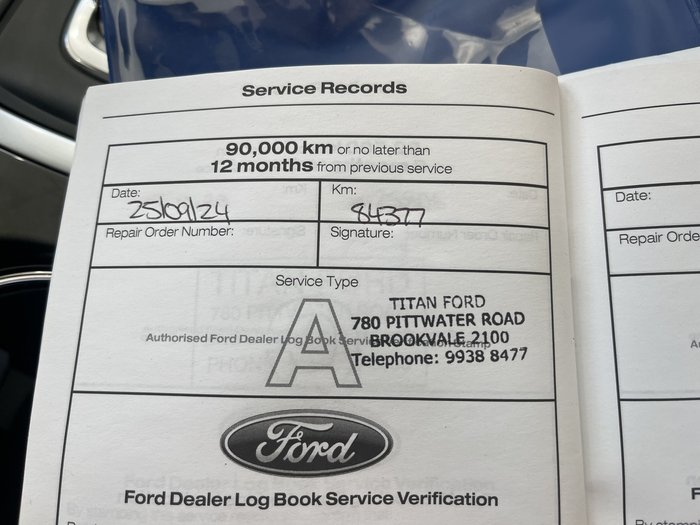 Service Records
90,000 km or no later than
12 months from previous service
Date:
25/09/24
Km:
84377
Repair Order Number:
Signature:
Service Type
A
TITAN FORD
780 PITTWATER ROAD
BROOKVALE 2100
Telephone: 9938 8477
Authorised Ford Dealer Log Book Service Verification Stamp
Ford
Ford Dealer Log Book Service Verification
Date:
Repair Orde